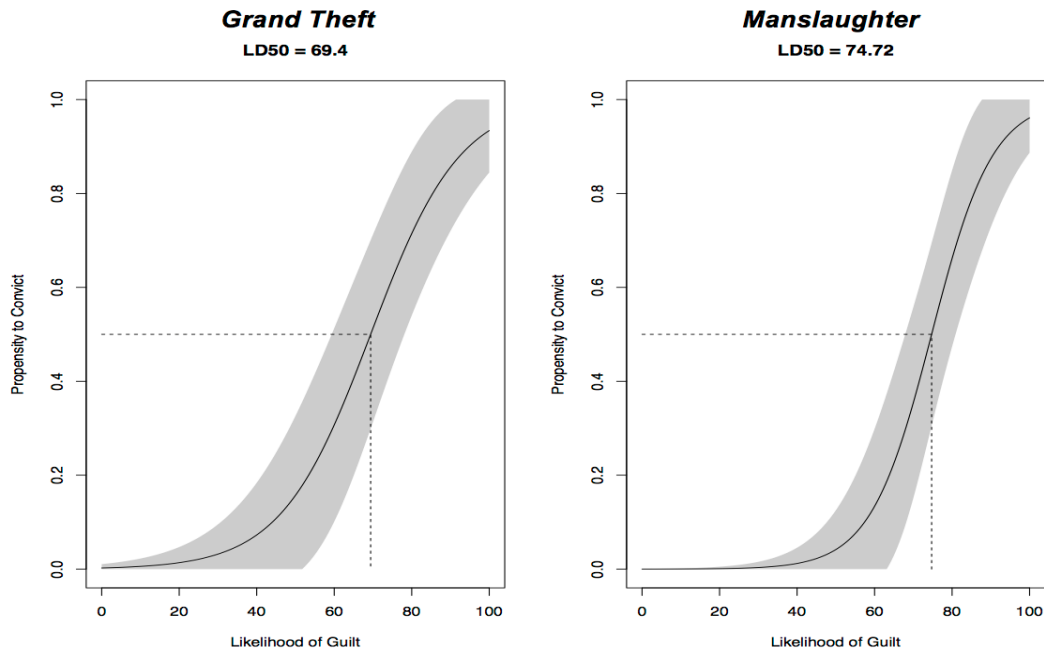 Grand Theft
LD50 = 69.4
Propensity to Convict
1.0
0.8
0.6
0.4
0.2
0.0
0 20 40 60 80 100
Likelihood of Guilt
Manslaughter
LD50 = 74.72
Propensity to Convict
1.0
0.8
0.6
0.4
0.2
0.0
0 20 40 60 80 100
Likelihood of Guilt